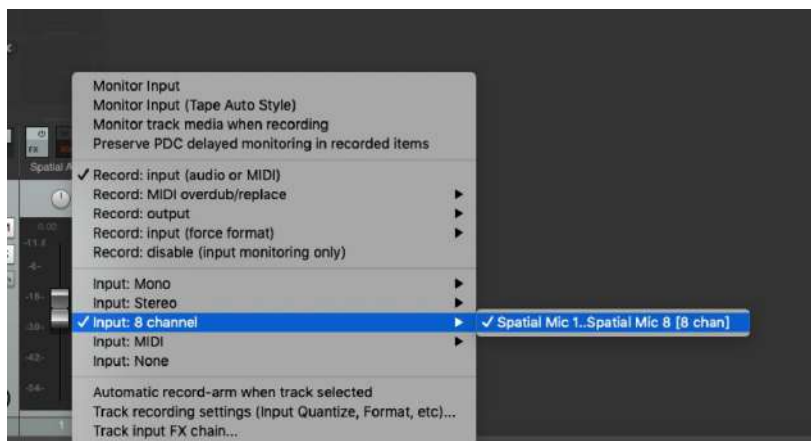 Monitor Input
Monitor Input (Tape Auto Style)
Monitor track media when recording
Preserve PDC delayed monitoring in recorded items
FX
Spatial A
✓ Record: input (audio or MIDI)
Record: MIDI overdub/replace
Record: output
Record: input (force format)
Record: disable (input monitoring only)
Input: Mono
Input: Stereo
✓ Input: 8 channel
✓ Spatial Mic 1..Spatial Mic 8 [8 chan]
Input: MIDI
Input: None
-18-
-42-
-54-
Automatic record-arm when track selected
Track recording settings (Input Quantize, Format, etc)...
Track input FX chain...
1